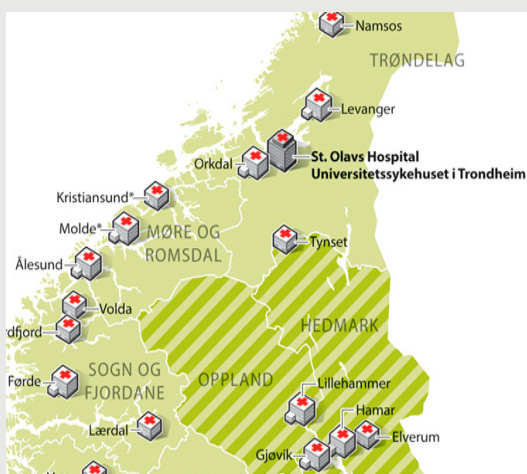 Namsos
TRØNDELAG
Levanger
Orkdal
St. Olavs Hospital
Universitetssykehuset i Trondheim
Kristiansund*
Molde*
MØRE OG
ROMSDAL
Tynset
Ålesund
Volda
rdfjord
HEDMARK
SOGN OG
FJORDANE
OPPLAND
Førde
Lillehammer
Hamar
Lærdal
Elverum
Gjøvik